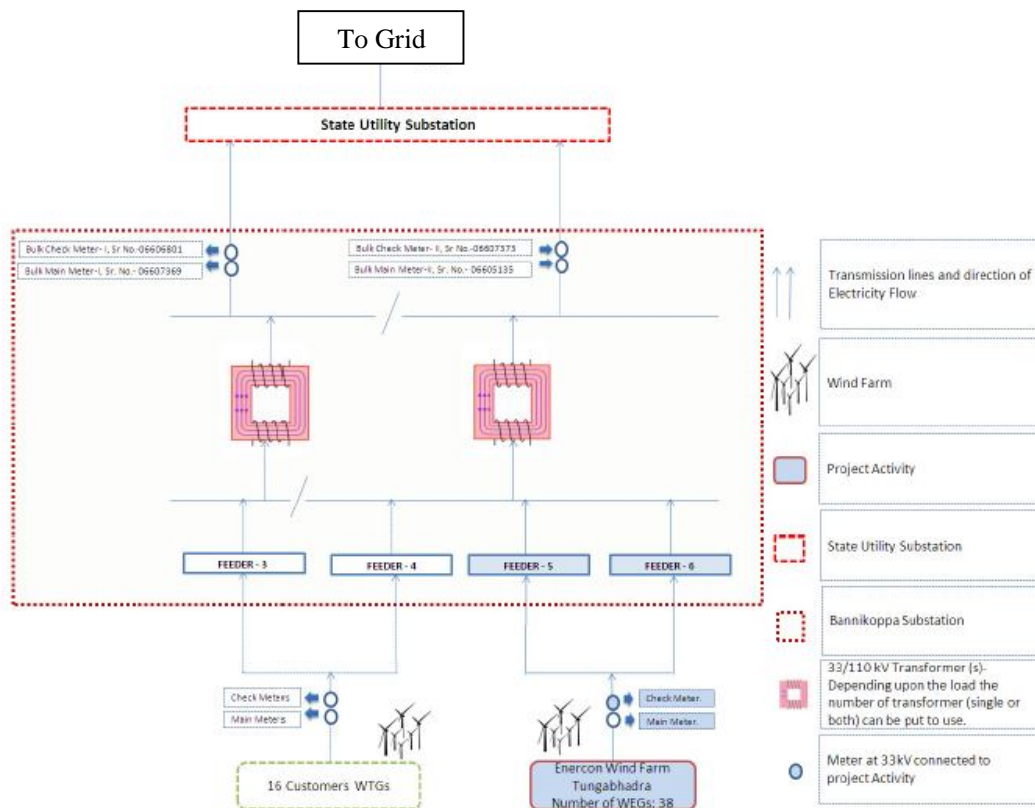 To Grid
State Utility Substation
Bulk Check Meter- I, Sr No.-06606801
Bulk Main Meter-I, Sr. No.- 06607369
Bulk Check Meter- II, Sr No.-06607373
Bulk Main Meter-II, Sr. No.- 06605135
FEEDER - 3
FEEDER - 4
FEEDER - 5
FEEDER - 6
Check Meters
Main Meters
Check Meter.
Main Meter.
16 Customers WTGs
Enercon Wind Farm
Tungabhadra
Number of WEGs: 38
Transmission lines and direction of
Electricity Flow
Wind Farm
Project Activity
State Utility Substation
Bannikoppa Substation
33/110 kV Transformer (s)-
Depending upon the load the
number of transformer (single or
both) can be put to use.
Meter at 33kV connected to
project Activity